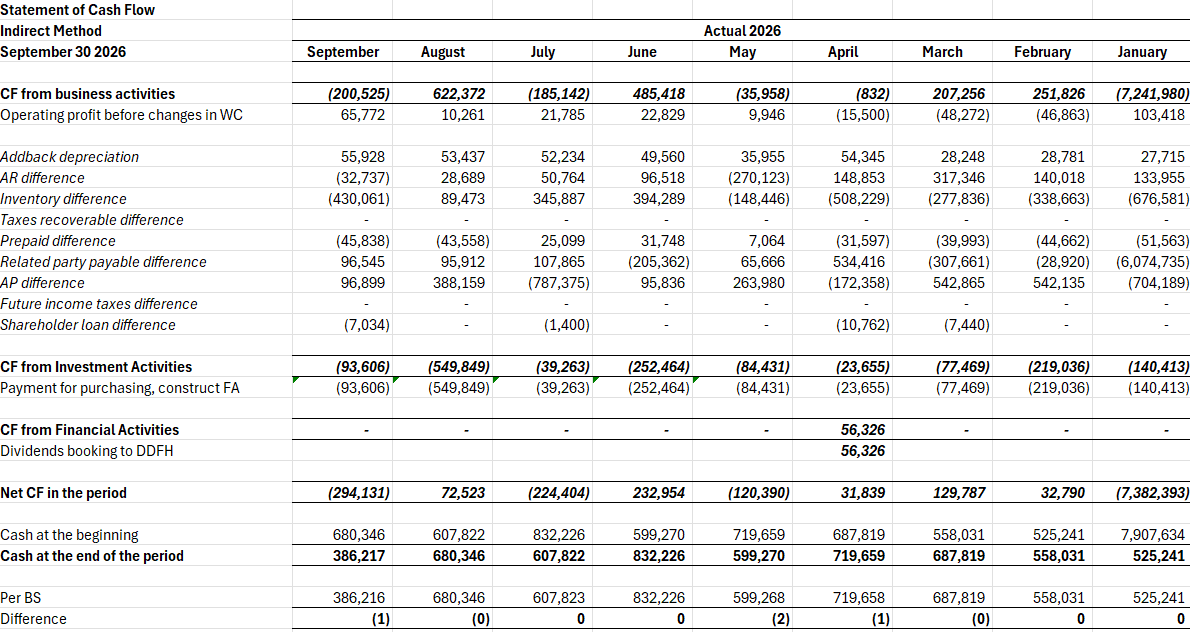 Statement of Cash Flow
Indirect Method Actual 2026
September 30 2026 September August July June May April March February January
CF from business activities (200,525) 622,372 (185,142) 485,418 (35,958) (832) 207,256 251,826 (7,241,980)
Operating profit before changes in WC 65,772 10,261 21,785 22,829 9,946 (15,500) (48,272) (46,863) 103,418
Addback depreciation 55,928 53,437 52,234 49,560 35,955 54,345 28,248 28,781 27,715
AR difference (32,737) 28,689 50,764 96,518 (270,123) 148,853 317,346 140,018 133,955
Inventory difference (430,061) 89,473 345,887 394,289 (148,446) (508,229) (277,836) (338,663) (676,581)
Taxes recoverable difference - - - - - - - - -
Prepaid difference (45,838) (43,558) 25,099 31,748 7,064 (31,597) (39,993) (44,662) (51,563)
Related party payable difference 96,545 95,912 107,865 (205,362) 65,666 534,416 (307,661) (28,920) (6,074,735)
AP difference 96,899 388,159 (787,375) 95,836 263,980 (172,358) 542,865 542,135 (704,189)
Future income taxes difference - - - - - - - - -
Shareholder loan difference (7,034) - (1,400) - - (10,762) (7,440) - -
CF from Investment Activities (93,606) (549,849) (39,263) (252,464) (84,431) (23,655) (77,469) (219,036) (140,413)
Payment for purchasing, construct FA (93,606) (549,849) (39,263) (252,464) (84,431) (23,655) (77,469) (219,036) (140,413)
CF from Financial Activities - - - - - 56,326 - - -
Dividends booking to DDFH 56,326
Net CF in the period (294,131) 72,523 (224,404) 232,954 (120,390) 31,839 129,787 32,790 (7,382,393)
Cash at the beginning 680,346 607,822 832,226 599,270 719,659 687,819 558,031 525,241 7,907,634
Cash at the end of the period 386,217 680,346 607,822 832,226 599,270 719,659 687,819 558,031 525,241
Per BS 386,216 680,346 607,823 832,226 599,268 719,658 687,819 558,031 525,241
Difference (1) (0) 0 0 (2) (1) (0) 0 0